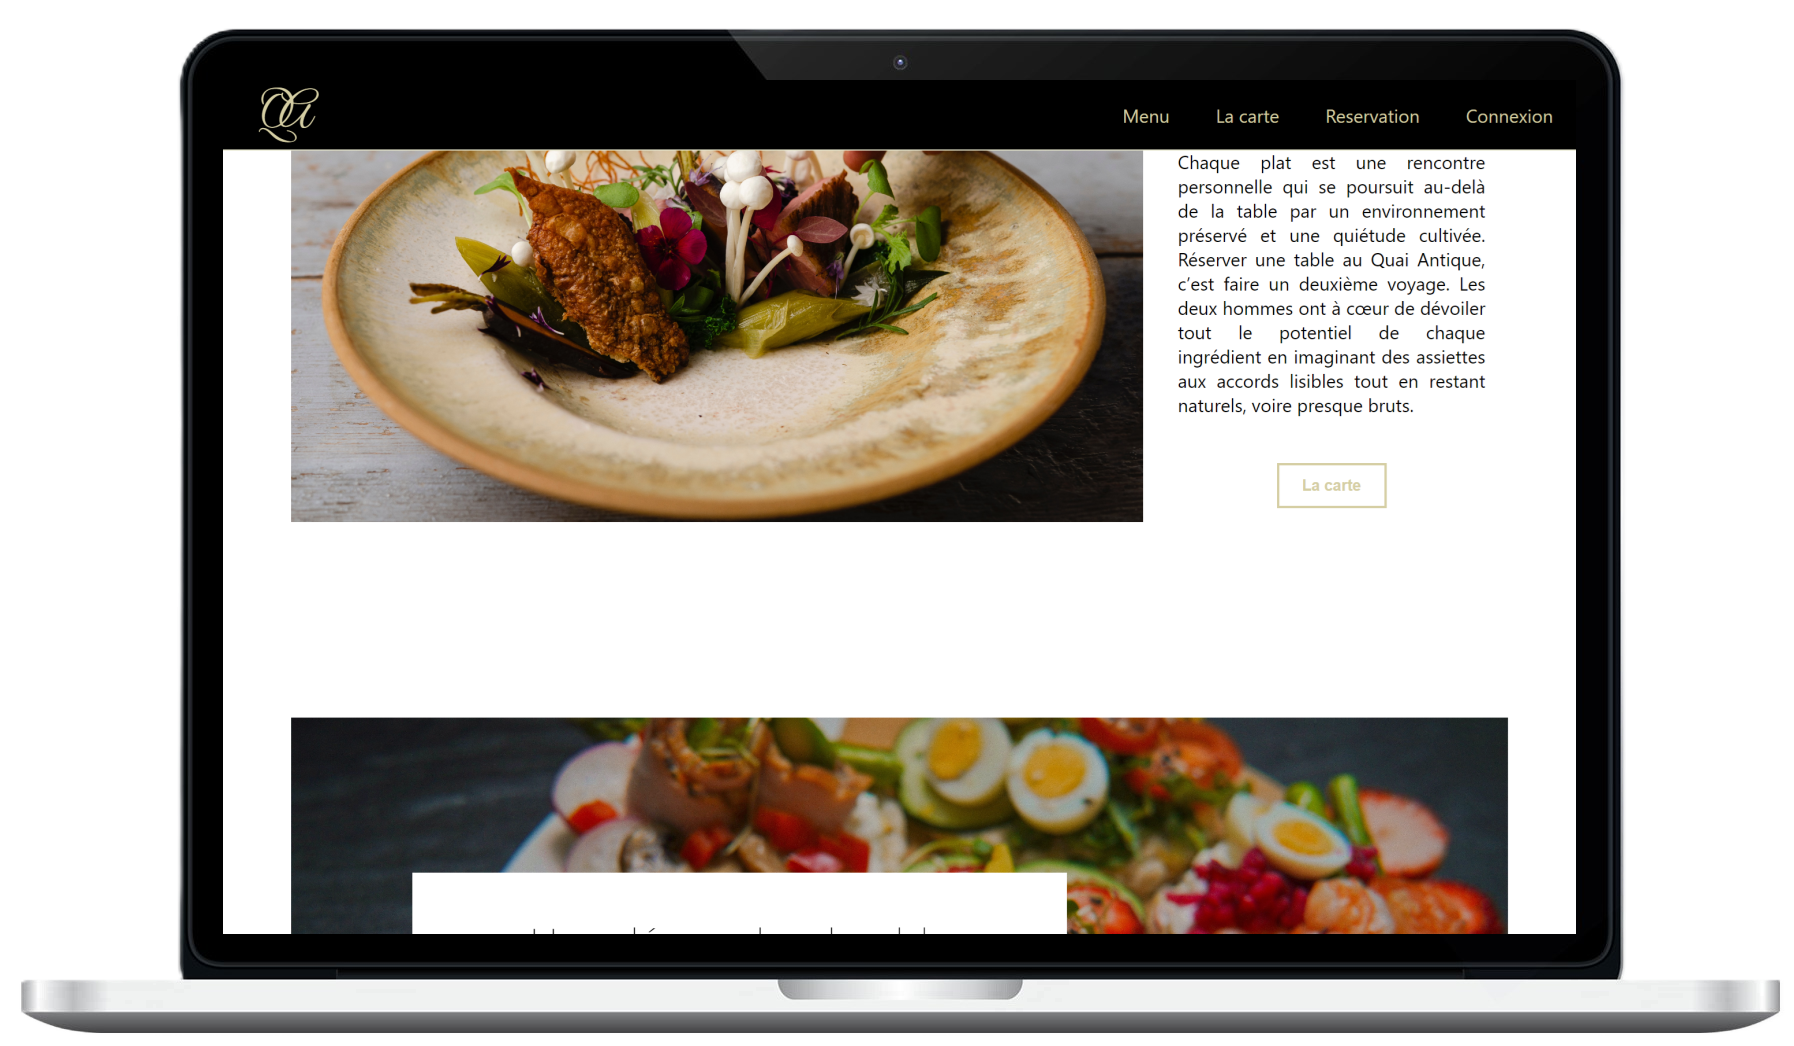 QA
Menu La carte Reservation Connexion
Chaque plat est une rencontre
personnelle qui se poursuit au-delà
de la table par un environnement
préservé et une quiétude cultivée.
Réserver une table au Quai Antique,
c’est faire un deuxième voyage. Les
deux hommes ont à cœur de dévoiler
tout le potentiel de chaque
ingrédient en imaginant des assiettes
aux accords lisibles tout en restant
naturels, voire presque bruts.
La carte